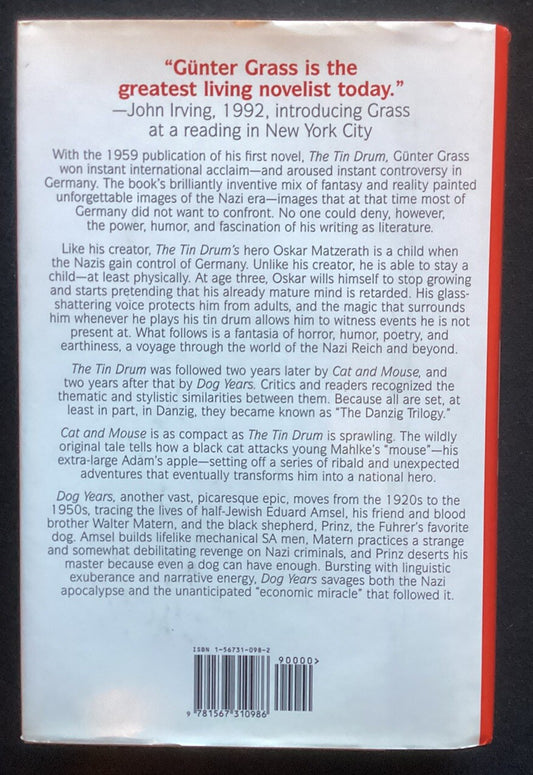 “Günter Grass is the
greatest living novelist today.”
—John Irving, 1992, introducing Grass
at a reading in New York City
With the 1959 publication of his first novel, The Tin Drum, Günter Grass
won instant international acclaim—and aroused instant controversy in
Germany. The book's brilliantly inventive mix of fantasy and reality painted
unforgettable images of the Nazi era—images that at that time most of
Germany did not want to confront. No one could deny, however,
the power, humor, and fascination of his writing as literature.
Like his creator, The Tin Drum's hero Oskar Matzerath is a child when
the Nazis gain control of Germany. Unlike his creator, he is able to stay a
child—at least physically. At age three, Oskar wills himself to stop growing
and starts pretending that his already mature mind is retarded. His glass-
shattering voice protects him from adults, and the magic that surrounds
him whenever he plays his tin drum allows him to witness events he is not
present at. What follows is a fantasia of horror, humor, poetry, and
earthiness, a voyage through the world of the Nazi Reich and beyond.
The Tin Drum was followed two years later by Cat and Mouse, and
two years after that by Dog Years. Critics and readers recognized the
thematic and stylistic similarities between them. Because all are set, at
least in part, in Danzig, they became known as “The Danzig Trilogy.”
Cat and Mouse is as compact as The Tin Drum is sprawling. The wildly
original tale tells how a black cat attacks young Mahlke's “mouse”—his
extra-large Adam's apple—setting off a series of ribald and unexpected
adventures that eventually transforms him into a national hero.
Dog Years, another vast, picaresque epic, moves from the 1920s to the
1950s, tracing the lives of half-Jewish Eduard Amsel, his friend and blood
brother Walter Matern, and the black shepherd, Prinz, the Fuhrer's favorite
dog. Amsel builds lifelike mechanical SA men, Matern practices a strange
and somewhat debilitating revenge on Nazi criminals, and Prinz deserts his
master because even a dog can have enough. Bursting with linguistic
exuberance and narrative energy, Dog Years savages both the Nazi
apocalypse and the unanticipated “economic miracle” that followed it.
ISBN 1-56731-098-2
90000>
9 781567 310986